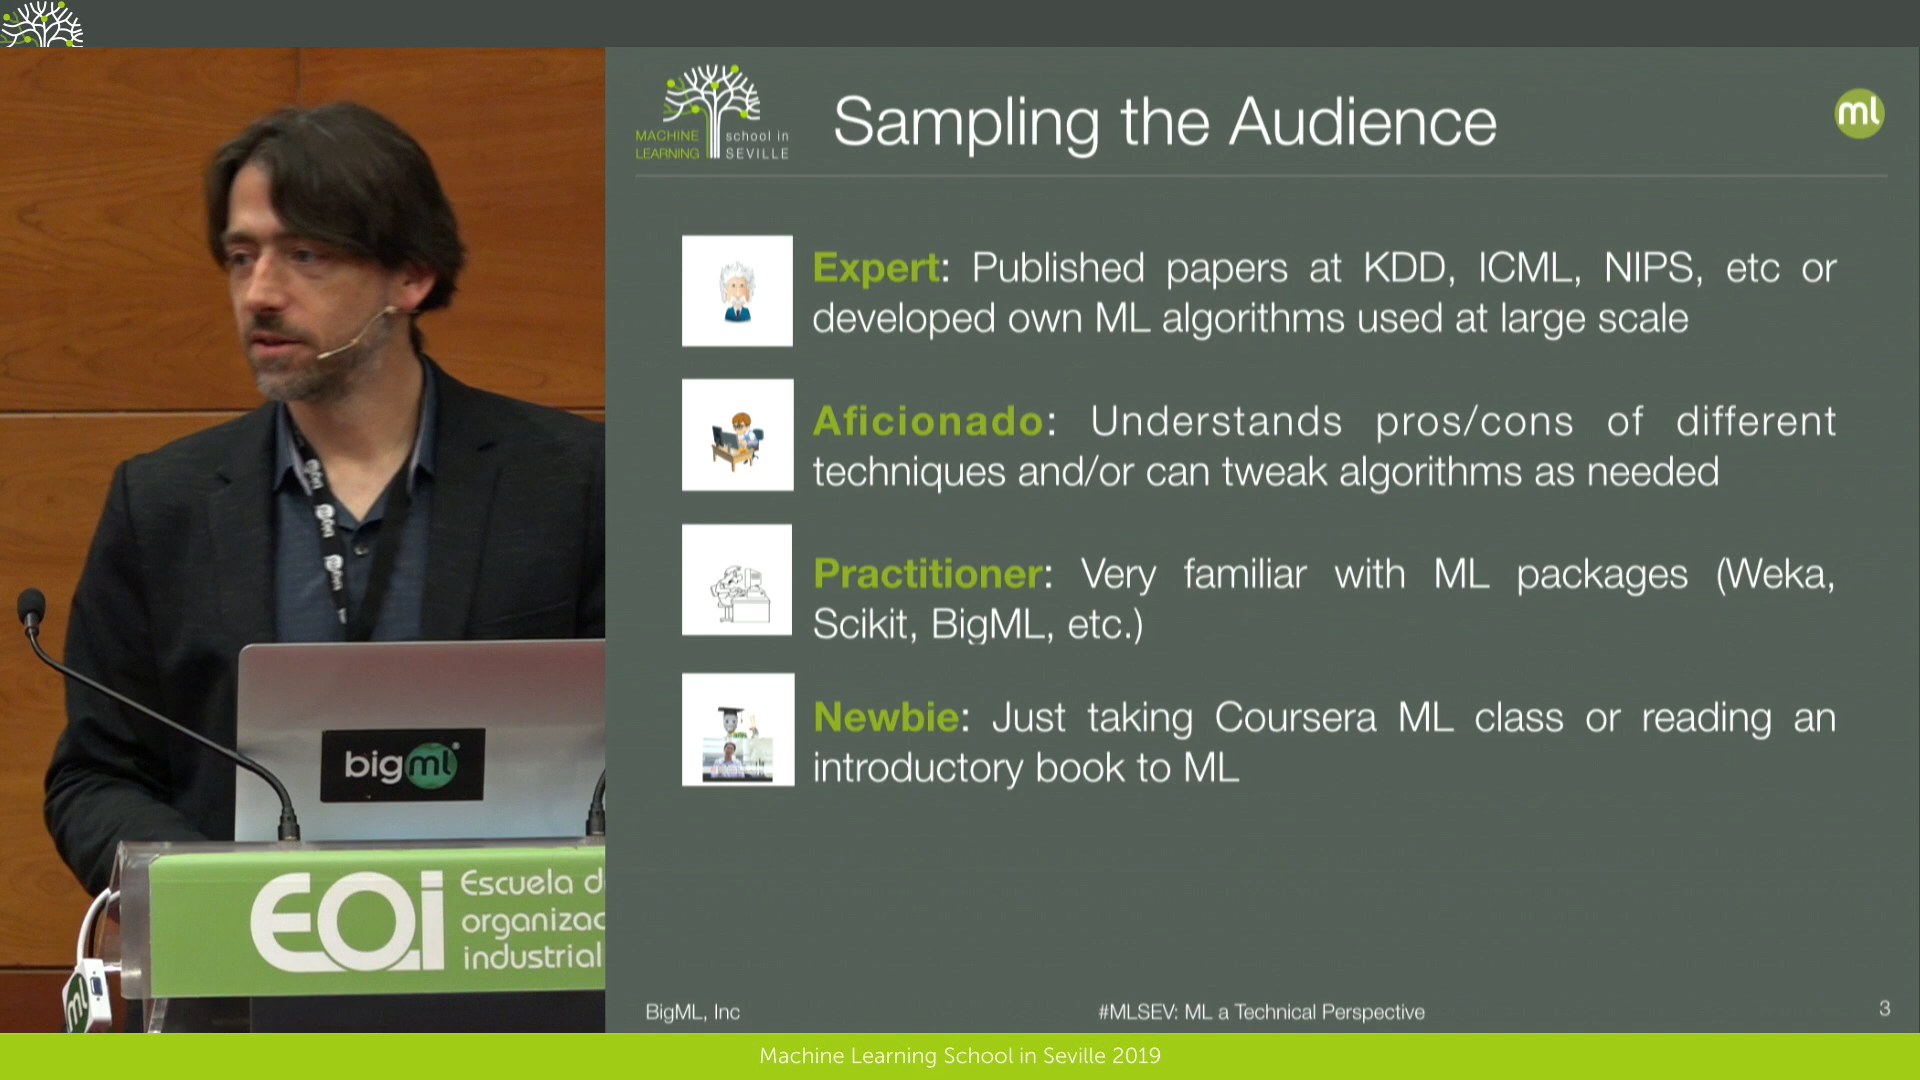 MACHINE
LEARNING
school in
SEVILLE
Sampling the Audience
ml
Expert: Published papers at KDD, ICML, NIPS, etc or
developed own ML algorithms used at large scale
Aficionado: Understands pros/cons of different
techniques and/or can tweak algorithms as needed
Practitioner: Very familiar with ML packages (Weka,
Scikit, BigML, etc.)
Newbie: Just taking Coursera ML class or reading an
introductory book to ML
bigml
EOi
Escuela d
organizac
industrial
ml
BigML, Inc
#MLSEV: ML a Technical Perspective
3
Machine Learning School in Seville 2019